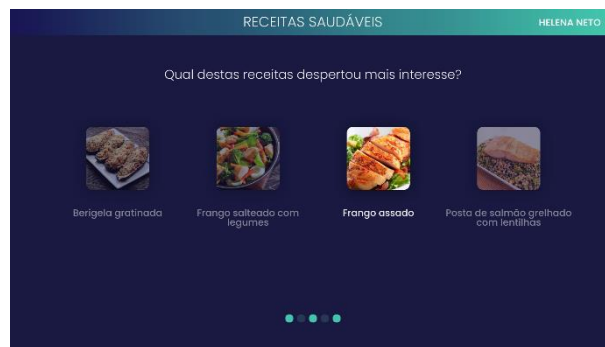 RECEITAS SAUDÁVEIS
HELENA NETO
Qual destas receitas despertou mais interesse?
Berigela gratinada
Frango salteado com
legumes
Frango assado
Posta de salmão grelhado
com lentilhas